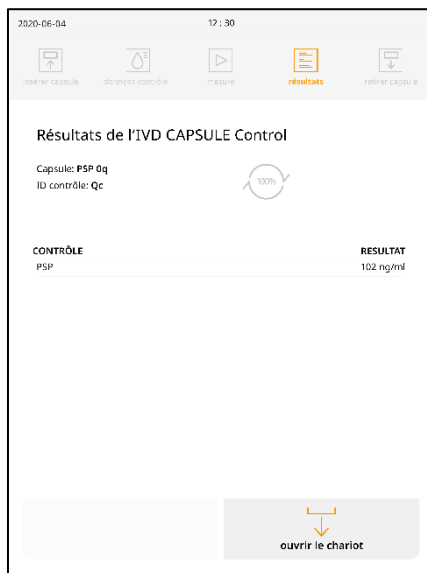 2020-06-04 12 : 30
insérer capsule données contrôle mesure résultats retirer capsule
Résultats de l'IVD CAPSULE Control
Capsule: PSP 0q
ID contrôle: Qc
100%
CONTRÔLE RESULTAT
PSP 102 ng/ml
ouvrir le chariot